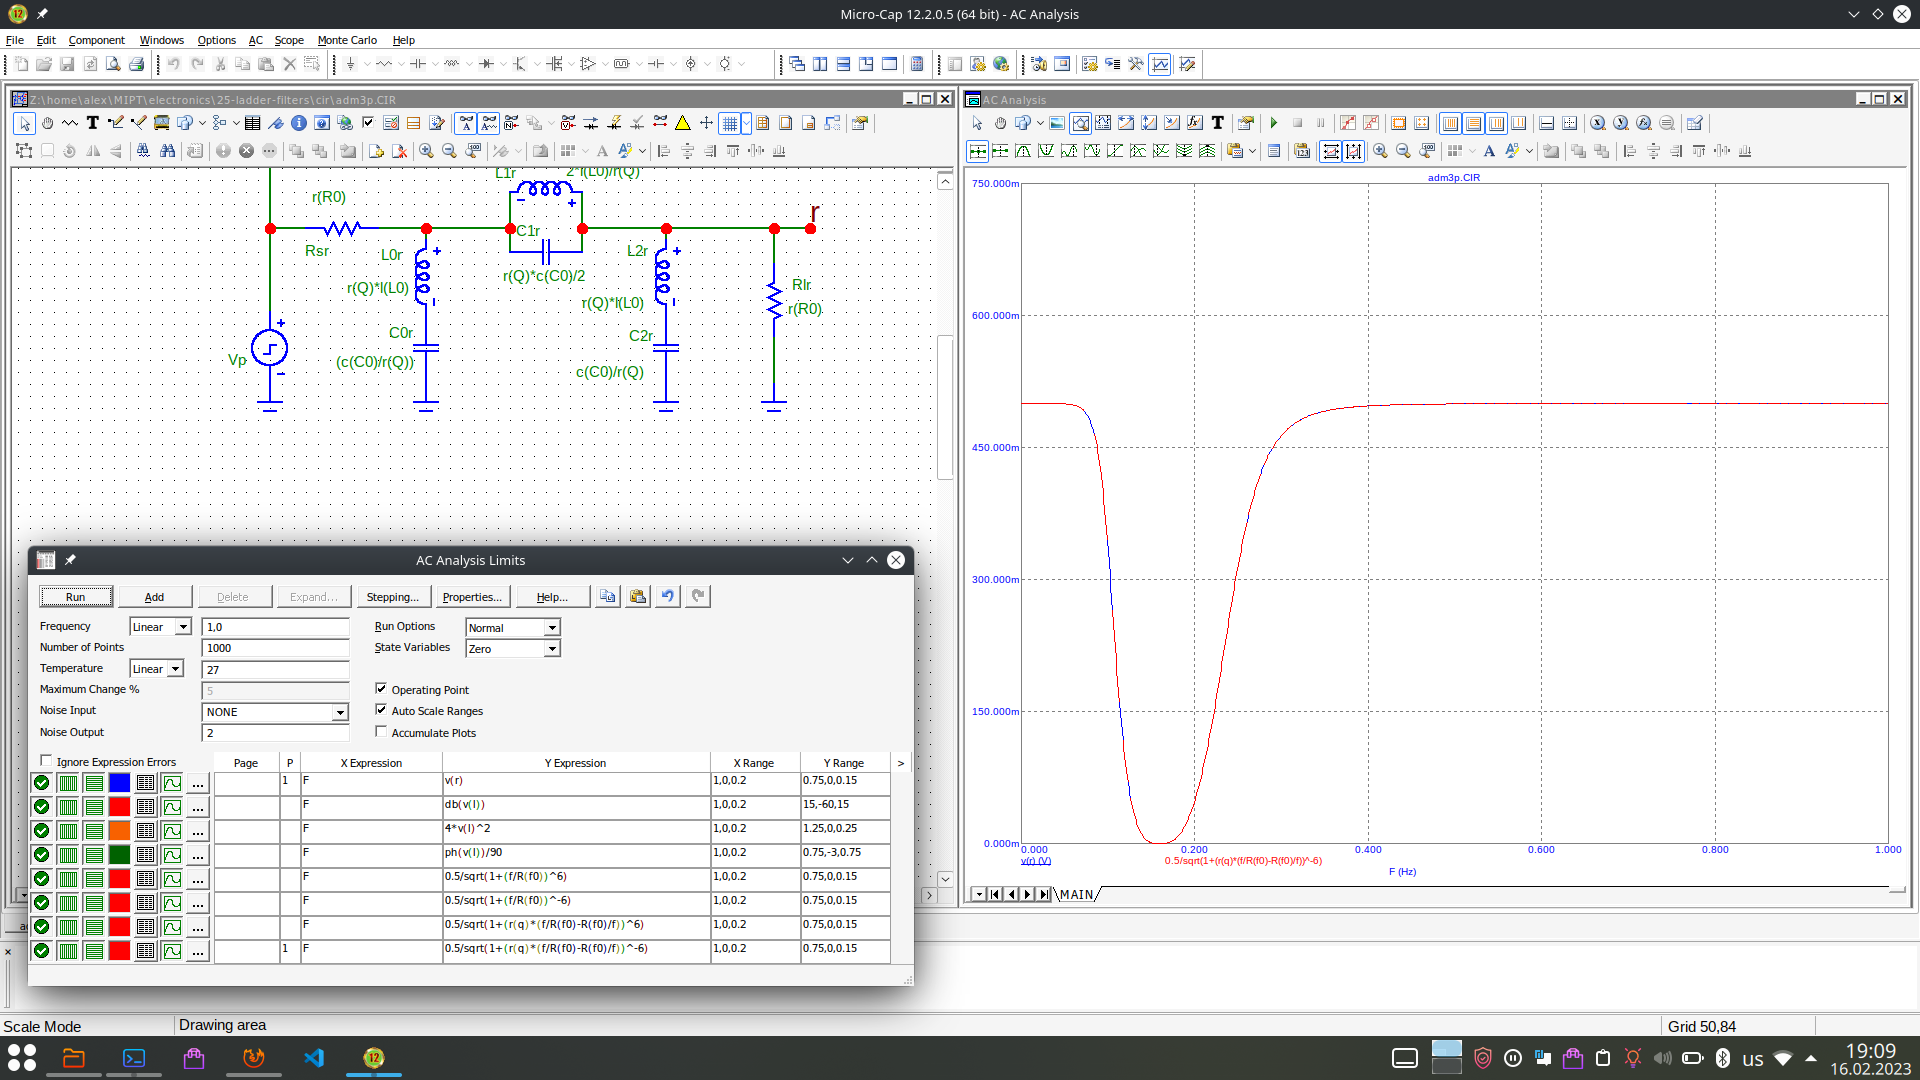 Micro-Cap 12.2.0.5 (64 bit) - AC Analysis
File Edit Component Windows Options AC Scope Monte Carlo Help
Z:\home\alex\MIPT\electronics\25-ladder-filters\cir\adm3p.CIR
AC Analysis
L1r
2*l(L0)/r(Q)
r(R0)
r
Rsr
C1r
L0r
L2r
r(Q)*c(C0)/2
r(Q)*l(L0)
Rlr
r(Q)*l(L0)
r(R0)
C0r
C2r
Vp
(c(C0)/r(Q))
c(C0)/r(Q)
adm3p.CIR
750.000m
600.000m
450.000m
300.000m
150.000m
0.000m
0.000 0.200 0.400 0.600 0.800 1.000
v(r) (V)
0.5/sqrt(1+(r(q)*(f/R(f0)-R(f0)/f))^-6)
F (Hz)
MAIN
AC Analysis Limits
Run Add Delete Expand... Stepping... Properties... Help...
Frequency Linear 1,0 Run Options Normal
Number of Points 1000 State Variables Zero
Temperature Linear 27
Maximum Change % 5 Operating Point
Noise Input NONE Auto Scale Ranges
Noise Output 2 Accumulate Plots
Ignore Expression Errors Page P X Expression Y Expression X Range Y Range >
1 F v(r) 1,0,0.2 0.75,0,0.15
F db(v(l)) 1,0,0.2 15,-60,15
F 4*v(l)^2 1,0,0.2 1.25,0,0.25
F ph(v(l))/90 1,0,0.2 0.75,-3,0.75
F 0.5/sqrt(1+(f/R(f0))^6) 1,0,0.2 0.75,0,0.15
F 0.5/sqrt(1+(f/R(f0))^-6) 1,0,0.2 0.75,0,0.15
F 0.5/sqrt(1+(r(q)*(f/R(f0)-R(f0)/f))^6) 1,0,0.2 0.75,0,0.15
1 F 0.5/sqrt(1+(r(q)*(f/R(f0)-R(f0)/f))^-6) 1,0,0.2 0.75,0,0.15
Scale Mode Drawing area Grid 50,84
us
19:09
16.02.2023